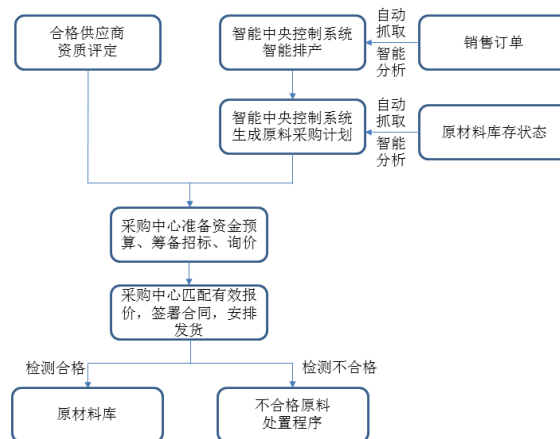 合格供应商
资质评定
智能中央控制系统
智能排产
自动
抓取
智能
分析
销售订单
智能中央控制系统
生成原料采购计划
自动
抓取
智能
分析
原材料库存状态
采购中心准备资金预
算、筹备招标、询价
采购中心匹配有效报
价，签署合同，安排
发货
检测合格
检测不合格
原材料库
不合格原料
处置程序